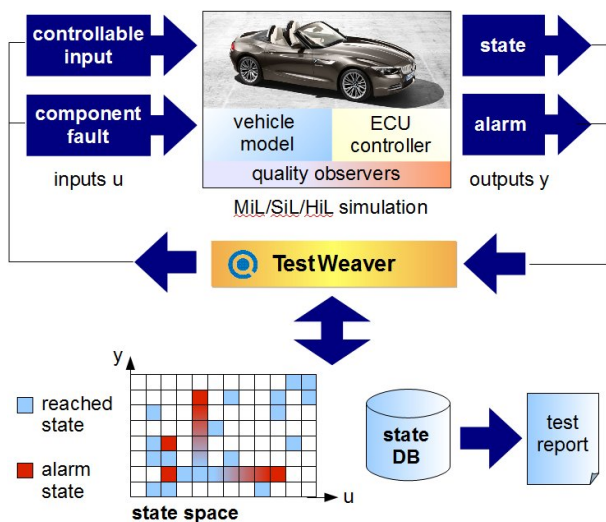 controllable
input
component
fault
inputs u
vehicle
model
ECU
controller
quality observers
MiL/SiL/HiL simulation
state
alarm
outputs y
TestWeaver
y
reached
state
alarm
state
u
state space
state
DB
test
report